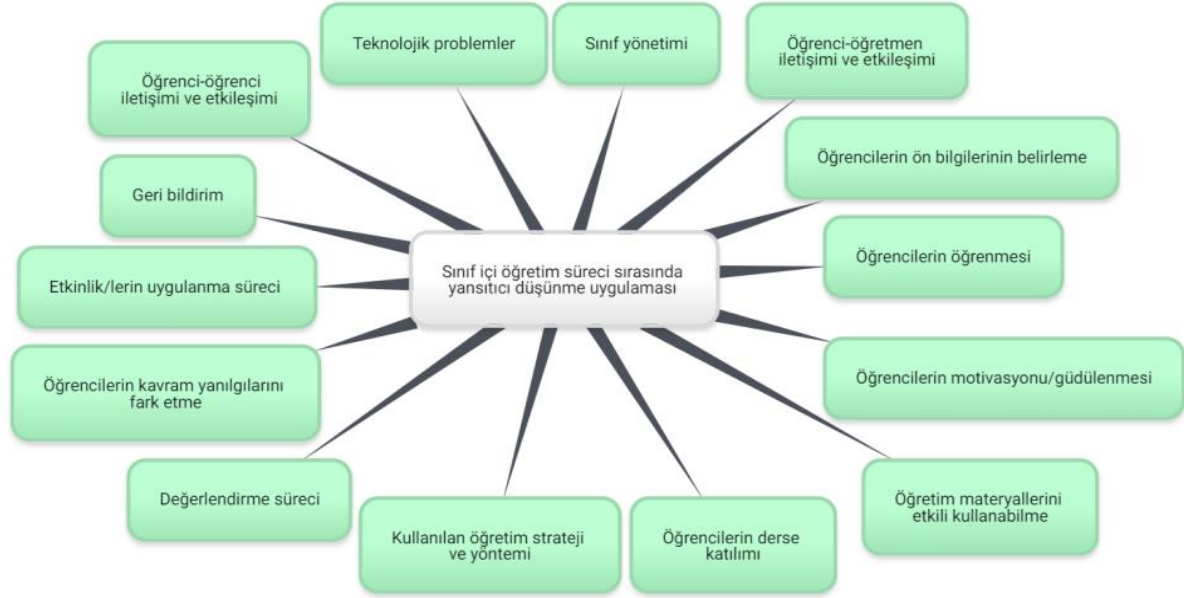 Teknolojik problemler
Sınıf yönetimi
Öğrenci-öğretmen
iletişimi ve etkileşimi
Öğrenci-öğrenci
iletişimi ve etkileşimi
Öğrencilerin ön bilgilerinin belirleme
Geri bildirim
Öğrencilerin öğrenmesi
Sınıf içi öğretim süreci sırasında
yansıtıcı düşünme uygulaması
Etkinlik/lerin uygulanma süreci
Öğrencilerin motivasyonu/güdülenmesi
Öğrencilerin kavram yanılgılarını
fark etme
Değerlendirme süreci
Öğretim materyallerini
etkili kullanabilme
Kullanılan öğretim strateji
ve yöntemi
Öğrencilerin derse
katılımı